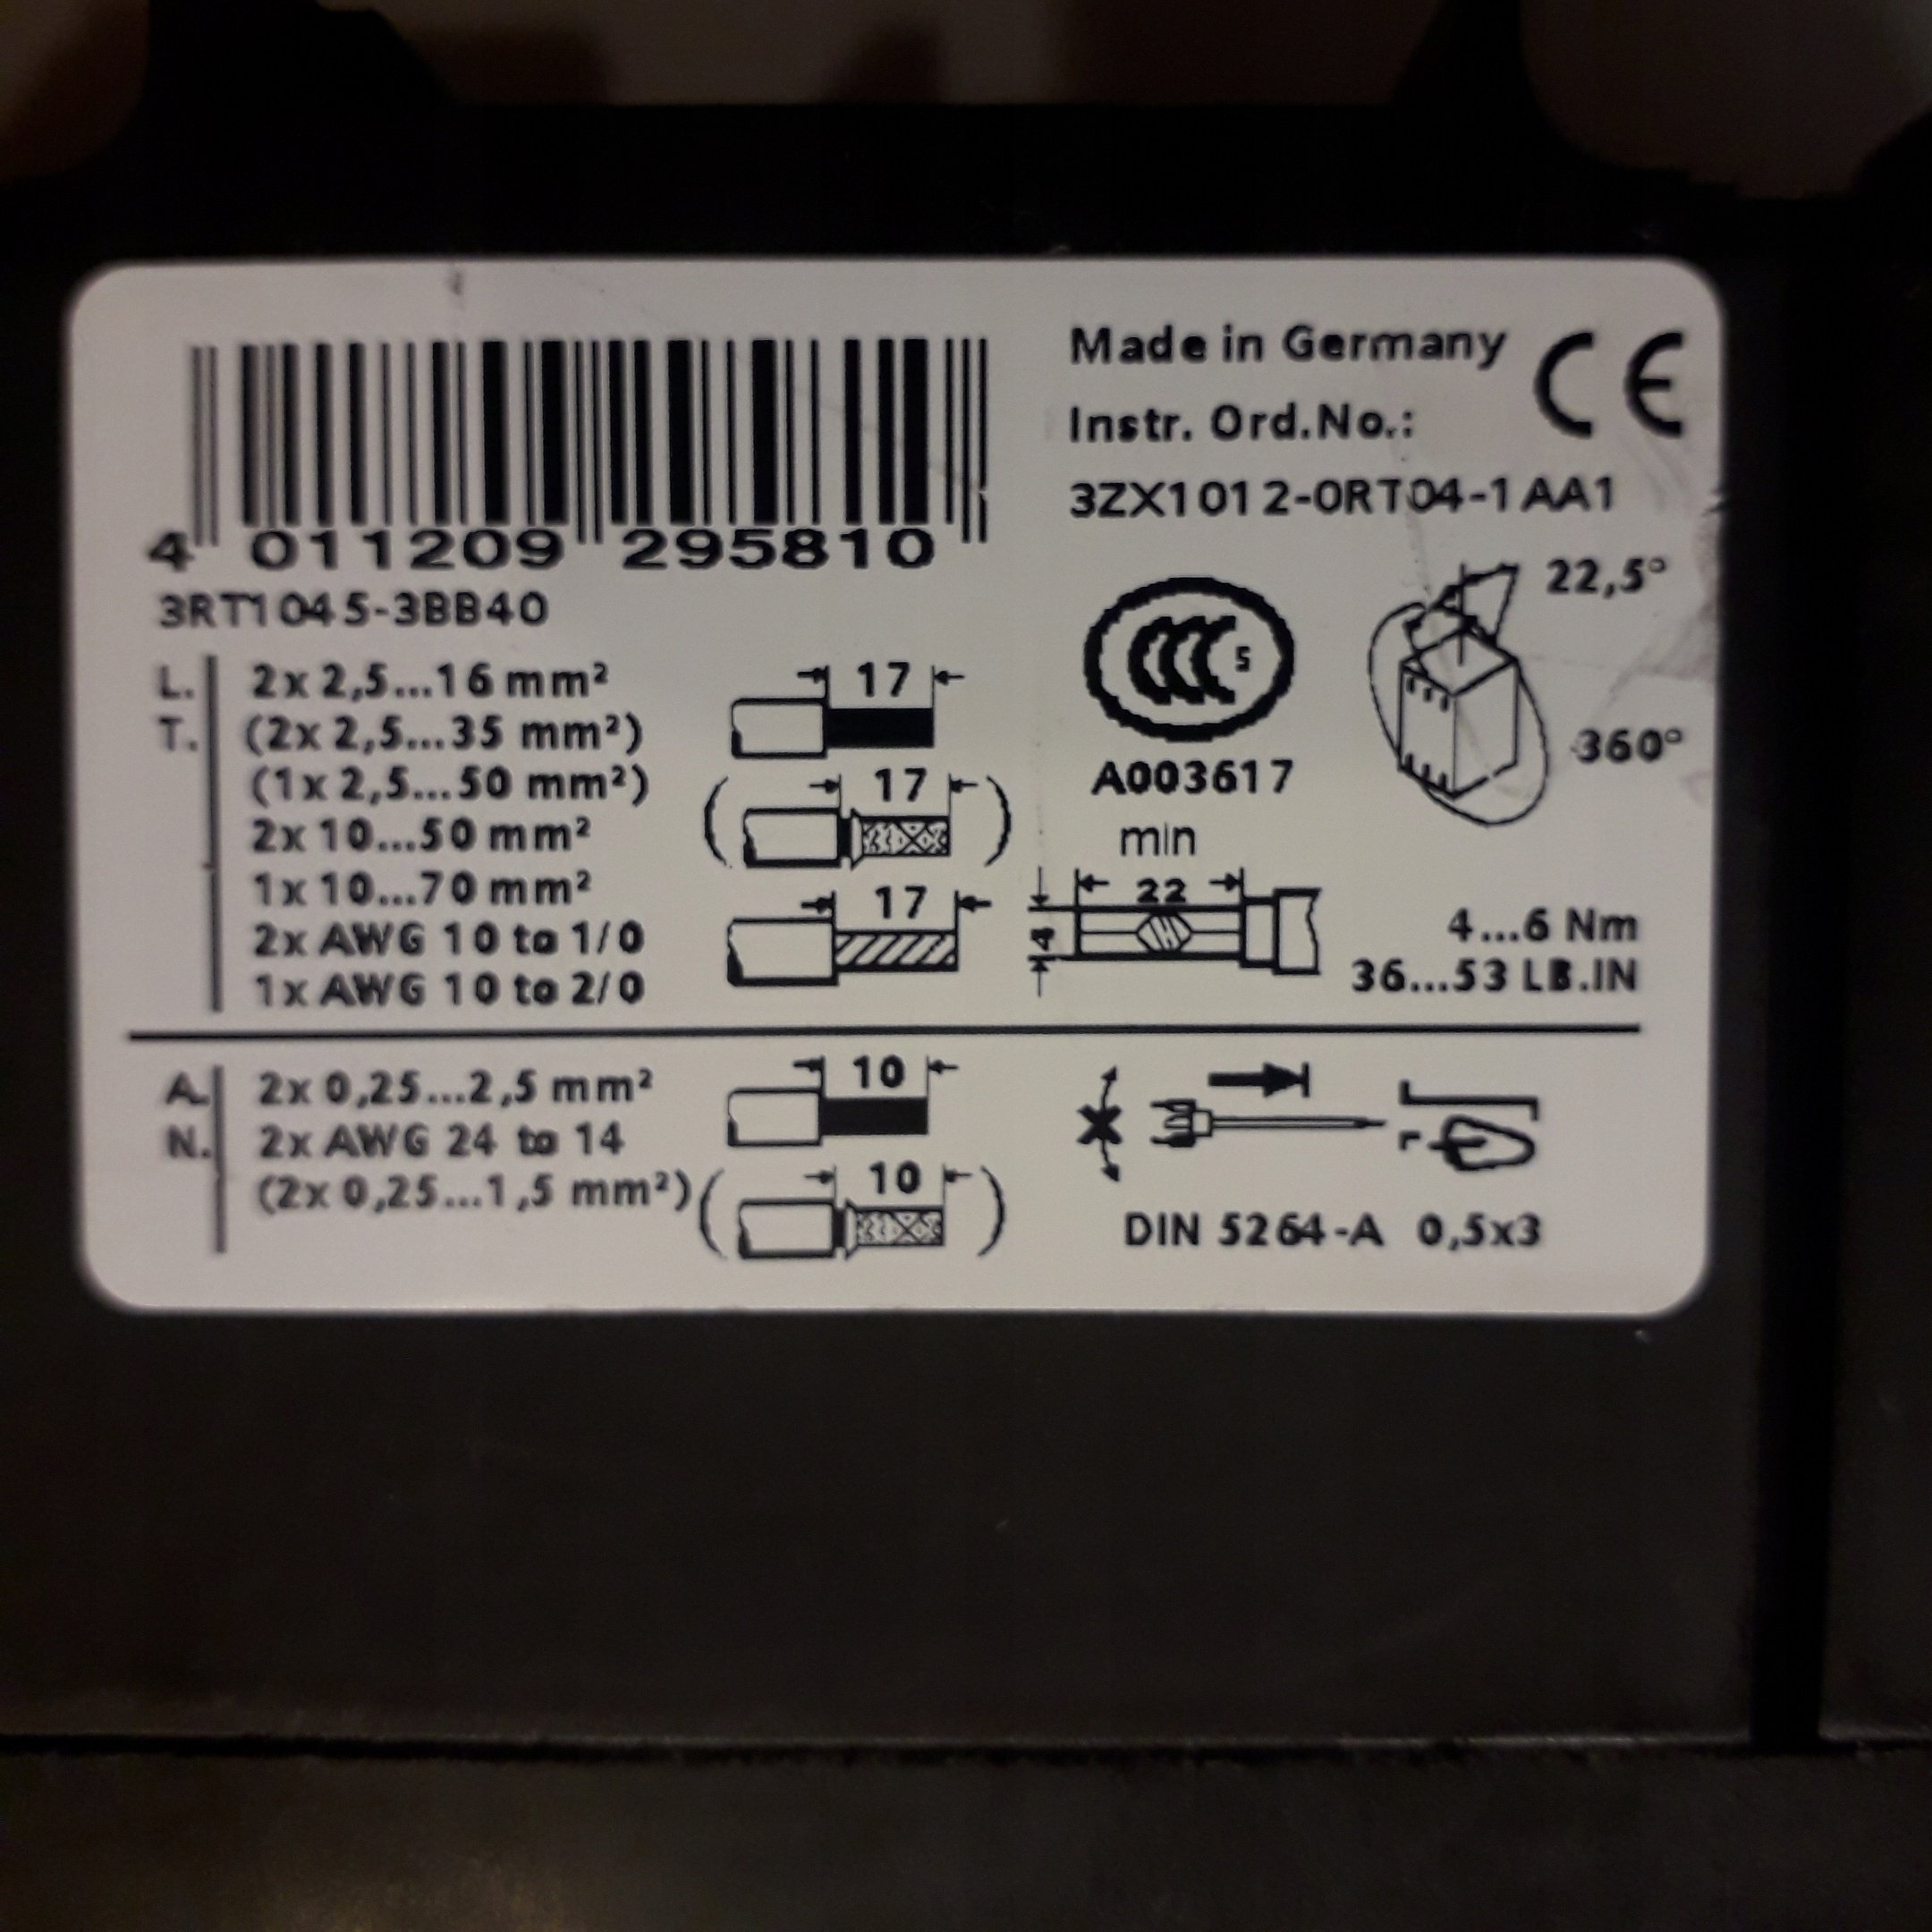 4 011209 295810
3RT1045-3BB40
Made in Germany CE
Instr. Ord.No.:
3ZX1012-0RT04-1AA1
L. 2x 2,5...16 mm² 17
T. (2x 2,5...35 mm²)
(1x 2,5...50 mm²) 17
2x 10...50 mm²
1x 10...70 mm² 17
2x AWG 10 to 1/0
1x AWG 10 to 2/0
CCC S
A003617
22,5°
360°
min
22
4
4...6 Nm
36...53 LB.IN
A. 2x 0,25...2,5 mm² 10
N. 2x AWG 24 to 14
(2x 0,25...1,5 mm²) 10
DIN 5264-A 0,5x3